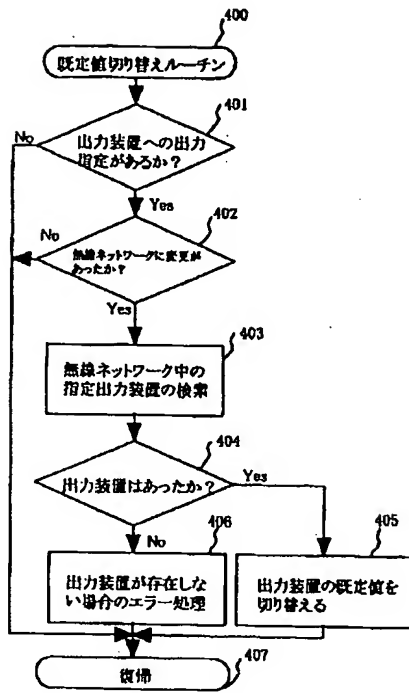 400
既定値切り替えルーチン
401
No
出力装置への出力
指定があるか?
Yes
402
No
無線ネットワークに変更が
あったか?
Yes
403
無線ネットワーク中の
指定出力装置の検索
404
出力装置はあったか?
Yes
No
406
405
出力装置が存在しな
い場合のエラー処理
出力装置の既定値を
切り替える
復帰
407